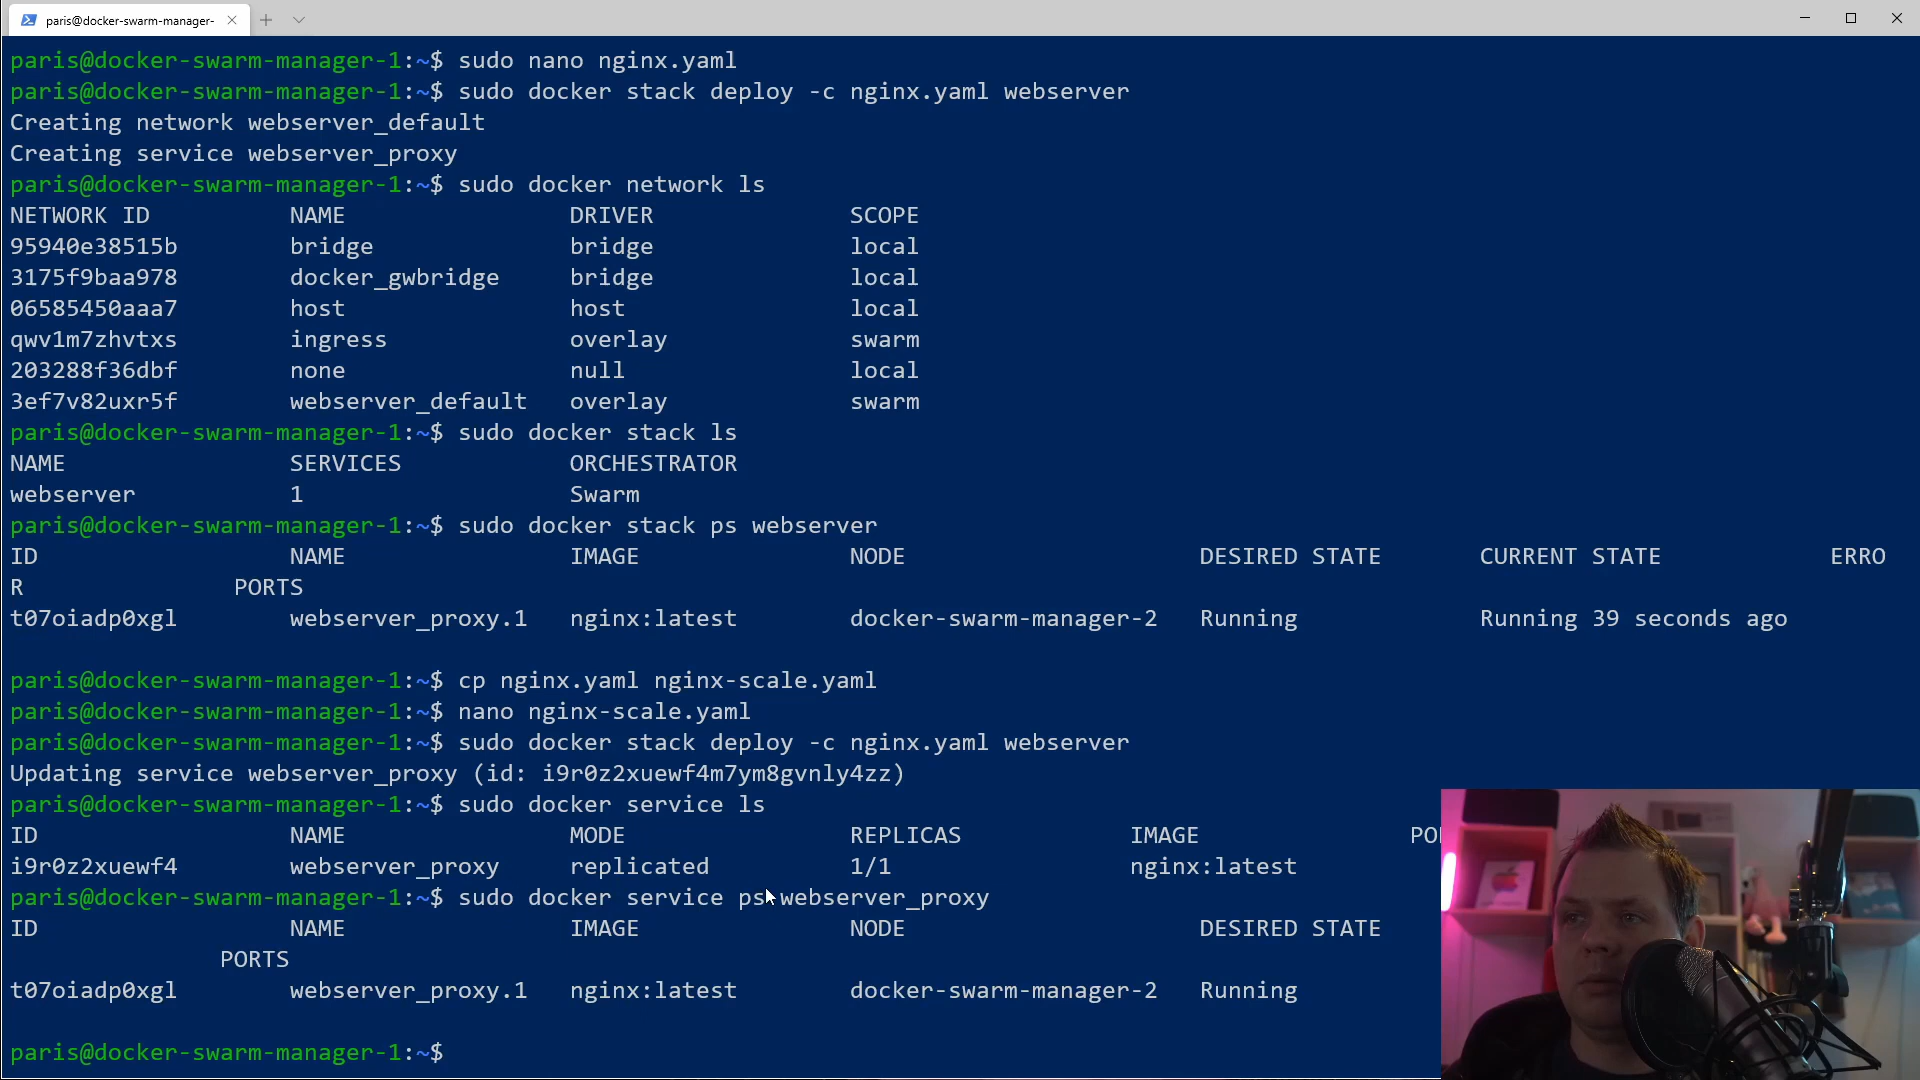 paris@docker-swarm-manager-
paris@docker-swarm-manager-1:~$ sudo nano nginx.yaml
paris@docker-swarm-manager-1:~$ sudo docker stack deploy -c nginx.yaml webserver
Creating network webserver_default
Creating service webserver_proxy
paris@docker-swarm-manager-1:~$ sudo docker network ls
NETWORK ID NAME DRIVER SCOPE
95940e38515b bridge bridge local
3175f9baa978 docker_gwbridge bridge local
06585450aaa7 host host local
qwv1m7zhvtxs ingress overlay swarm
203288f36dbf none null local
3ef7v82uxr5f webserver_default overlay swarm
paris@docker-swarm-manager-1:~$ sudo docker stack ls
NAME SERVICES ORCHESTRATOR
webserver 1 Swarm
paris@docker-swarm-manager-1:~$ sudo docker stack ps webserver
ID NAME IMAGE NODE DESIRED STATE CURRENT STATE ERRO
R PORTS
t07oiadp0xgl webserver_proxy.1 nginx:latest docker-swarm-manager-2 Running Running 39 seconds ago
paris@docker-swarm-manager-1:~$ cp nginx.yaml nginx-scale.yaml
paris@docker-swarm-manager-1:~$ nano nginx-scale.yaml
paris@docker-swarm-manager-1:~$ sudo docker stack deploy -c nginx.yaml webserver
Updating service webserver_proxy (id: i9r0z2xuewf4m7ym8gvnly4zz)
paris@docker-swarm-manager-1:~$ sudo docker service ls
ID NAME MODE REPLICAS IMAGE PO
i9r0z2xuewf4 webserver_proxy replicated 1/1 nginx:latest
paris@docker-swarm-manager-1:~$ sudo docker service ps webserver_proxy
ID NAME IMAGE NODE DESIRED STATE
PORTS
t07oiadp0xgl webserver_proxy.1 nginx:latest docker-swarm-manager-2 Running
paris@docker-swarm-manager-1:~$